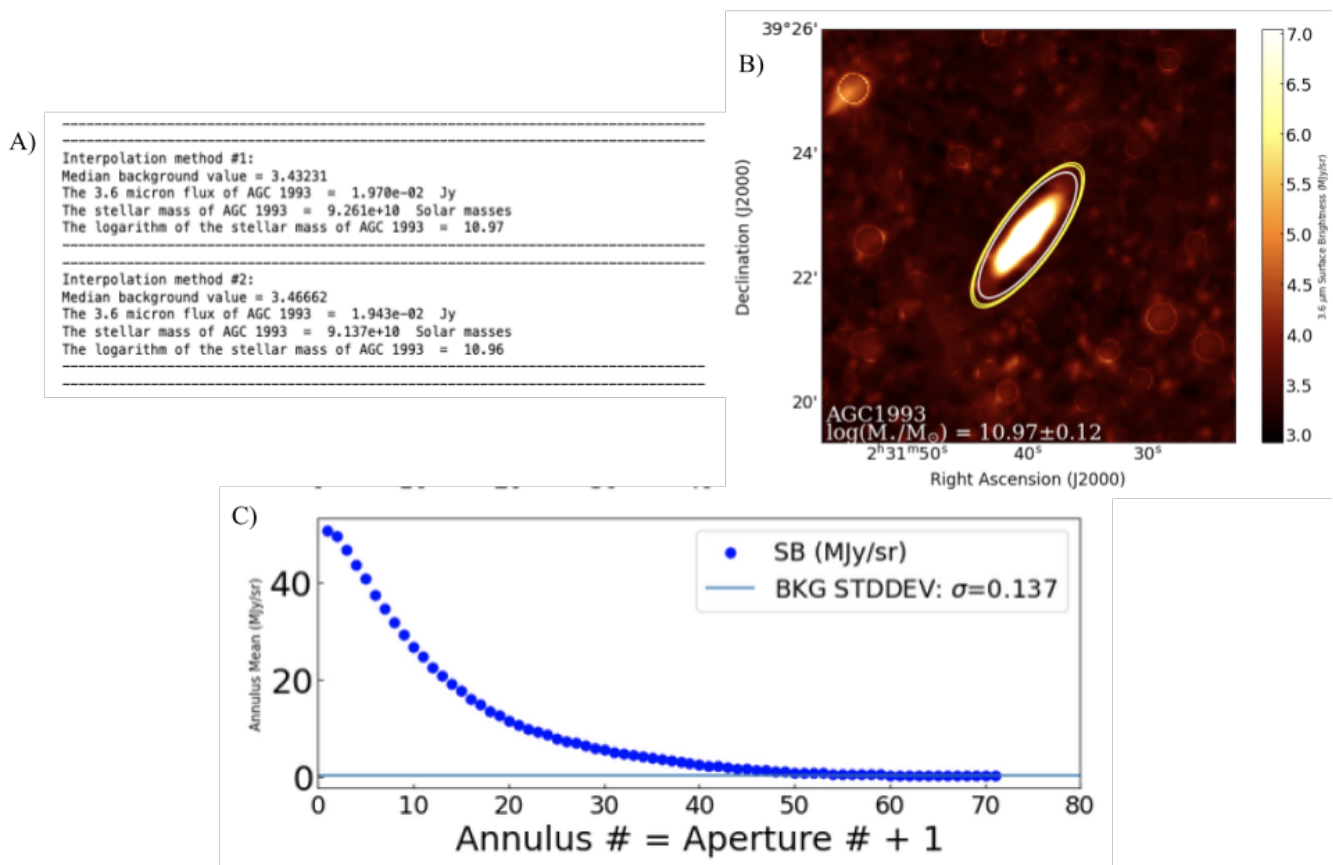 A)
--------------------------------------------------------------------------------
--------------------------------------------------------------------------------
Interpolation method #1:
Median background value = 3.43231
The 3.6 micron flux of AGC 1993 = 1.970e-02 Jy
The stellar mass of AGC 1993 = 9.261e+10 Solar masses
The logarithm of the stellar mass of AGC 1993 = 10.97
--------------------------------------------------------------------------------
--------------------------------------------------------------------------------
Interpolation method #2:
Median background value = 3.46662
The 3.6 micron flux of AGC 1993 = 1.943e-02 Jy
The stellar mass of AGC 1993 = 9.137e+10 Solar masses
The logarithm of the stellar mass of AGC 1993 = 10.96
--------------------------------------------------------------------------------
--------------------------------------------------------------------------------
B)
39°26'
24'
22'
20'
Declination (J2000)
AGC1993
log(M⋆/M⊙) = 10.97±0.12
2ʰ31ᵐ50ˢ 40ˢ 30ˢ
Right Ascension (J2000)
7.0
6.5
6.0
5.5
5.0
4.5
4.0
3.5
3.0
3.6 μm Surface Brightness (MJy/sr)
C)
SB (MJy/sr)
BKG STDDEV: σ=0.137
Annulus Mean (MJy/sr)
40
20
0
0 10 20 30 40 50 60 70 80
Annulus # = Aperture # + 1